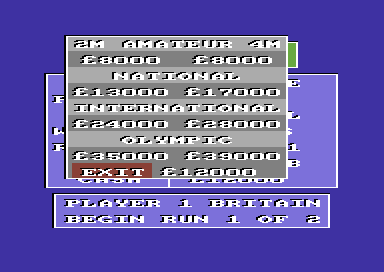 2M AMATEUR 4M
£8000 £8000
NATIONAL
£13000 £17000
INTERNATIONAL
£24000 £28000
OLYMPIC
£35000 £39000
EXIT £12000
PLAYER 1 BRITAIN
BEGIN RUN 1 OF 2